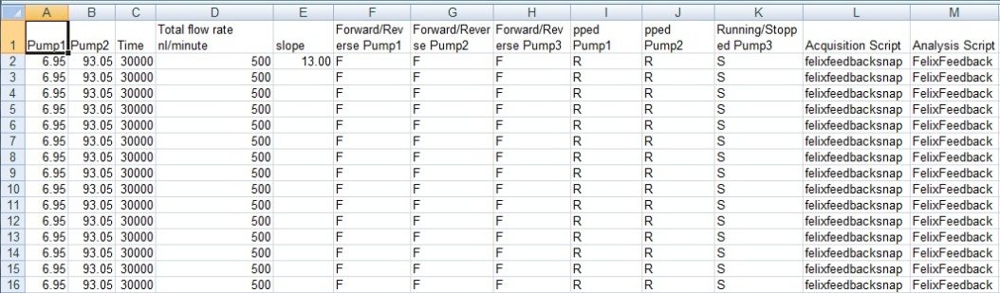 A B C D E F G H I J K L M
Total flow rate Forward/Rev Forward/Rever Forward/Rev pped pped Running/Stopp
1 Pump1 Pump2 Time nl/minute slope erse Pump1 se Pump2 erse Pump3 Pump1 Pump2 ed Pump3 Acquisition Script Analysis Script
2 6.95 93.05 30000 500 13.00 F F F R R S felixfeedbacksnap FelixFeedback
3 6.95 93.05 30000 500 F F F R R S felixfeedbacksnap FelixFeedback
4 6.95 93.05 30000 500 F F F R R S felixfeedbacksnap FelixFeedback
5 6.95 93.05 30000 500 F F F R R S felixfeedbacksnap FelixFeedback
6 6.95 93.05 30000 500 F F F R R S felixfeedbacksnap FelixFeedback
7 6.95 93.05 30000 500 F F F R R S felixfeedbacksnap FelixFeedback
8 6.95 93.05 30000 500 F F F R R S felixfeedbacksnap FelixFeedback
9 6.95 93.05 30000 500 F F F R R S felixfeedbacksnap FelixFeedback
10 6.95 93.05 30000 500 F F F R R S felixfeedbacksnap FelixFeedback
11 6.95 93.05 30000 500 F F F R R S felixfeedbacksnap FelixFeedback
12 6.95 93.05 30000 500 F F F R R S felixfeedbacksnap FelixFeedback
13 6.95 93.05 30000 500 F F F R R S felixfeedbacksnap FelixFeedback
14 6.95 93.05 30000 500 F F F R R S felixfeedbacksnap FelixFeedback
15 6.95 93.05 30000 500 F F F R R S felixfeedbacksnap FelixFeedback
16 6.95 93.05 30000 500 F F F R R S felixfeedbacksnap FelixFeedback